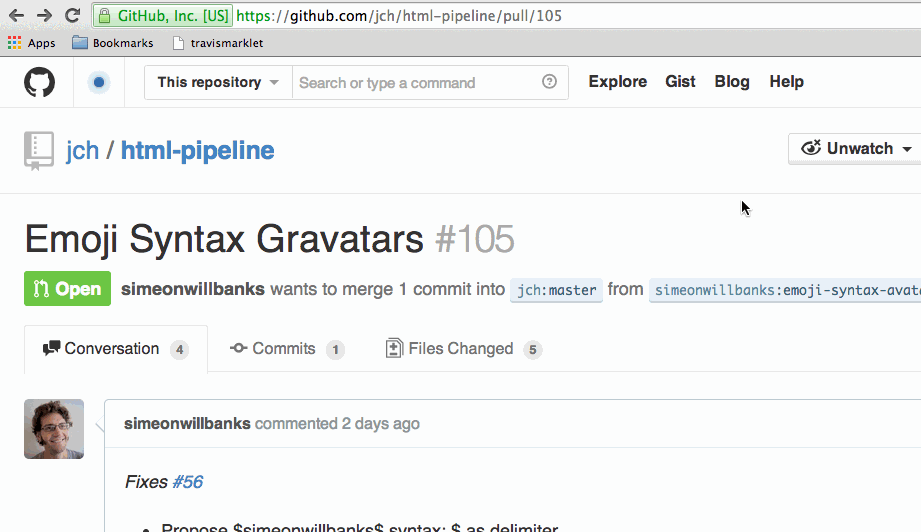 GitHub, Inc. [US] https://github.com/jch/html-pipeline/pull/105
Apps Bookmarks travismarklet
This repository Search or type a command Explore Gist Blog Help
jch / html-pipeline Unwatch
Emoji Syntax Gravatars #105
Open simeonwillbanks wants to merge 1 commit into jch:master from simeonwillbanks:emoji-syntax-avata
Conversation 4 Commits 1 Files Changed 5
simeonwillbanks commented 2 days ago
Fixes #56
• Propose $simeonwillbanks$ syntax; $ as delimiter